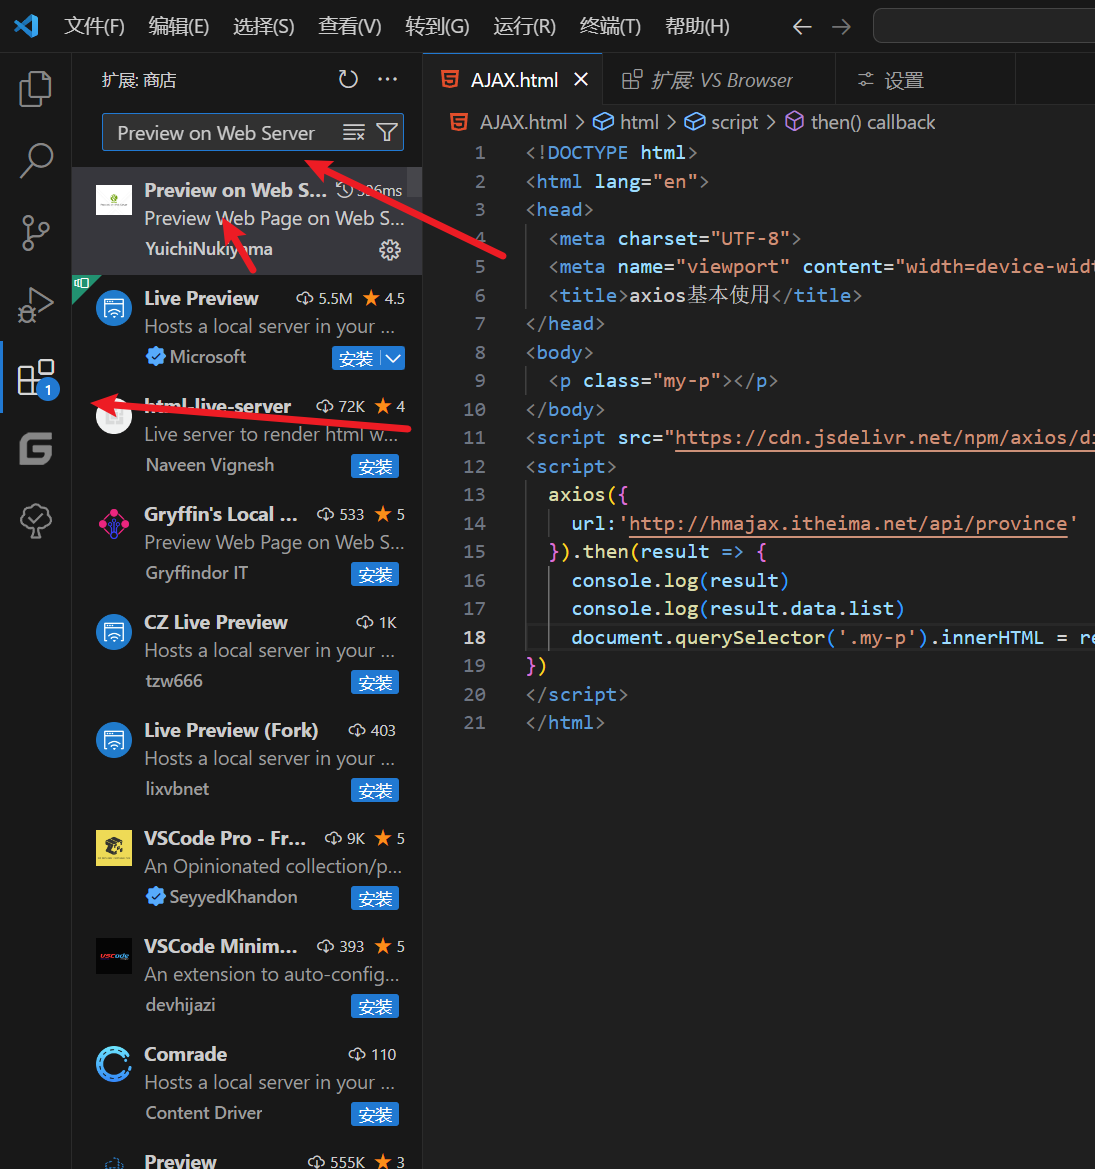 文件(F) 编辑(E) 选择(S) 查看(V) 转到(G) 运行(R) 终端(T) 帮助(H)
扩展: 商店
Preview on Web Server
Preview on Web S...
Preview Web Page on Web S...
YuichiNukiyama
Live Preview 5.5M 4.5
Hosts a local server in your ...
Microsoft 安装
html-live-server 72K 4
Live server to render html w...
Naveen Vignesh 安装
Gryffin's Local ... 533 5
Preview Web Page on Web S...
Gryffindor IT 安装
CZ Live Preview 1K
Hosts a local server in your ...
tzw666 安装
Live Preview (Fork) 403
Hosts a local server in your ...
lixvbnet 安装
VSCode Pro - Fr... 9K 5
An Opinionated collection/p...
SeyyedKhandon 安装
VSCode Minim... 393 5
An extension to auto-config...
devhijazi 安装
Comrade 110
Hosts a local server in your ...
Content Driver 安装
Preview 555K 3
1
AJAX.html 扩展: VS Browser 设置
AJAX.html > html > script > then() callback
1 <!DOCTYPE html>
2 <html lang="en">
3 <head>
4 <meta charset="UTF-8">
5 <meta name="viewport" content="width=device-widt
6 <title>axios基本使用</title>
7 </head>
8 <body>
9 <p class="my-p"></p>
10 </body>
11 <script src="https://cdn.jsdelivr.net/npm/axios/di
12 <script>
13 axios({
14 url:'http://hmajax.itheima.net/api/province'
15 }).then(result => {
16 console.log(result)
17 console.log(result.data.list)
18 document.querySelector('.my-p').innerHTML = re
19 })
20 </script>
21 </html>